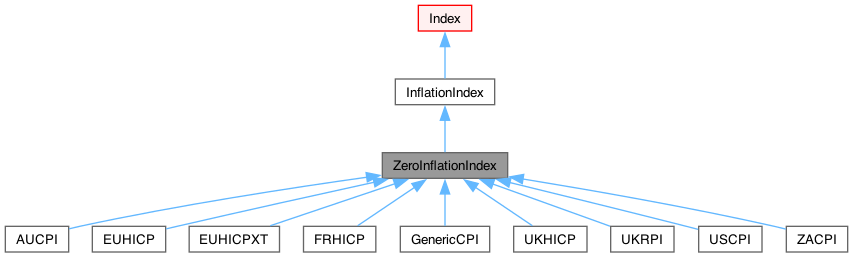 Index
InflationIndex
ZeroInflationIndex
AUCPI EUHICP EUHICPXT FRHICP GenericCPI UKHICP UKRPI USCPI ZACPI